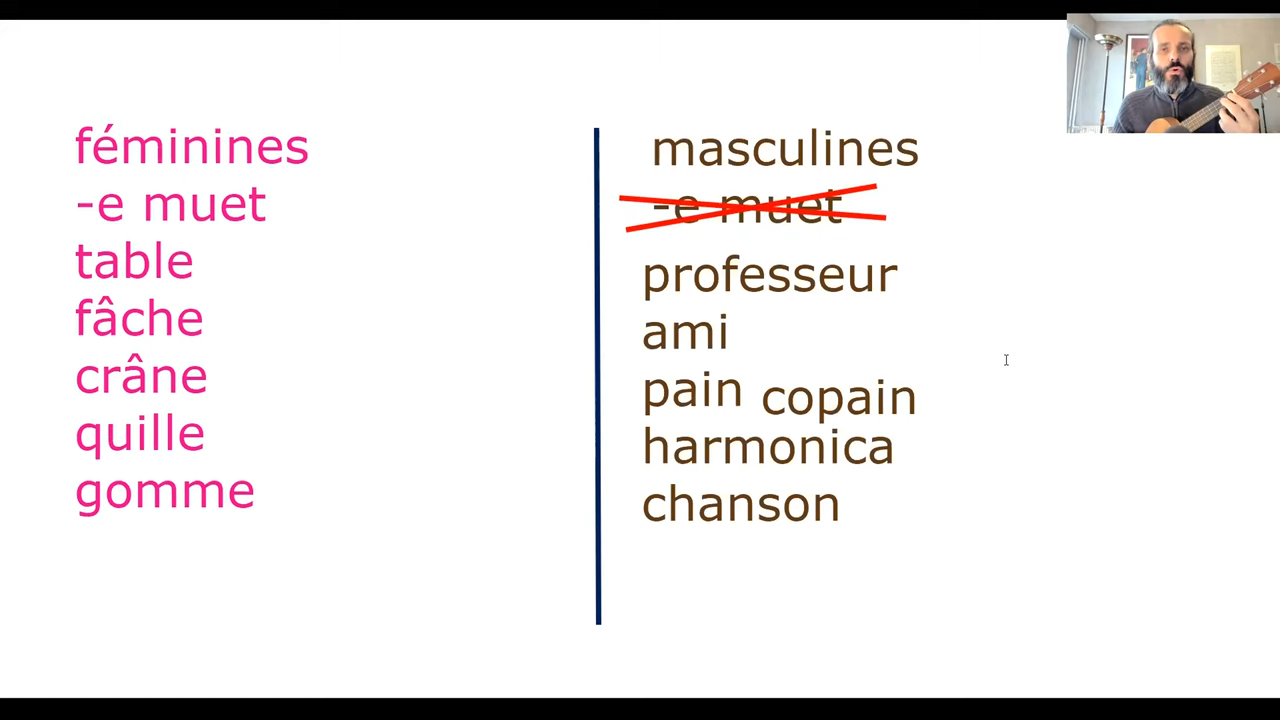 féminines
-e muet
table
fâche
crâne
quille
gomme
masculines
-e muet
professeur
ami
pain copain
harmonica
chanson